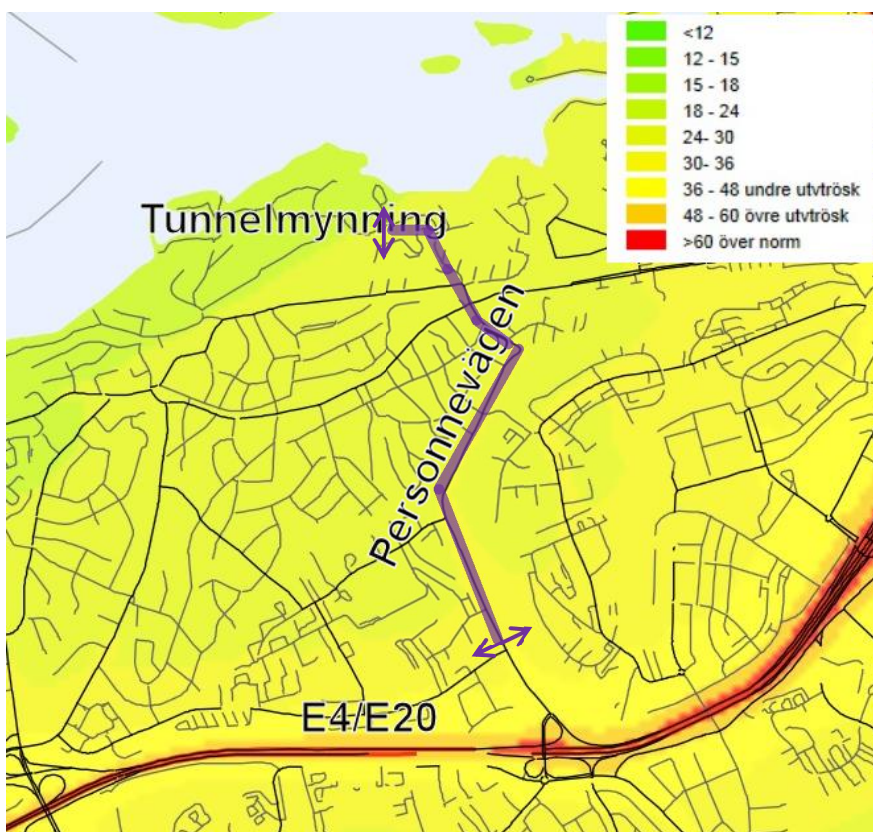 <12
12 - 15
15 - 18
18 - 24
24- 30
30- 36
36 - 48 undre utvtrösk
48 - 60 övre utvtrösk
>60 över norm
Tunnelmynning
Personnevägen
E4/E20